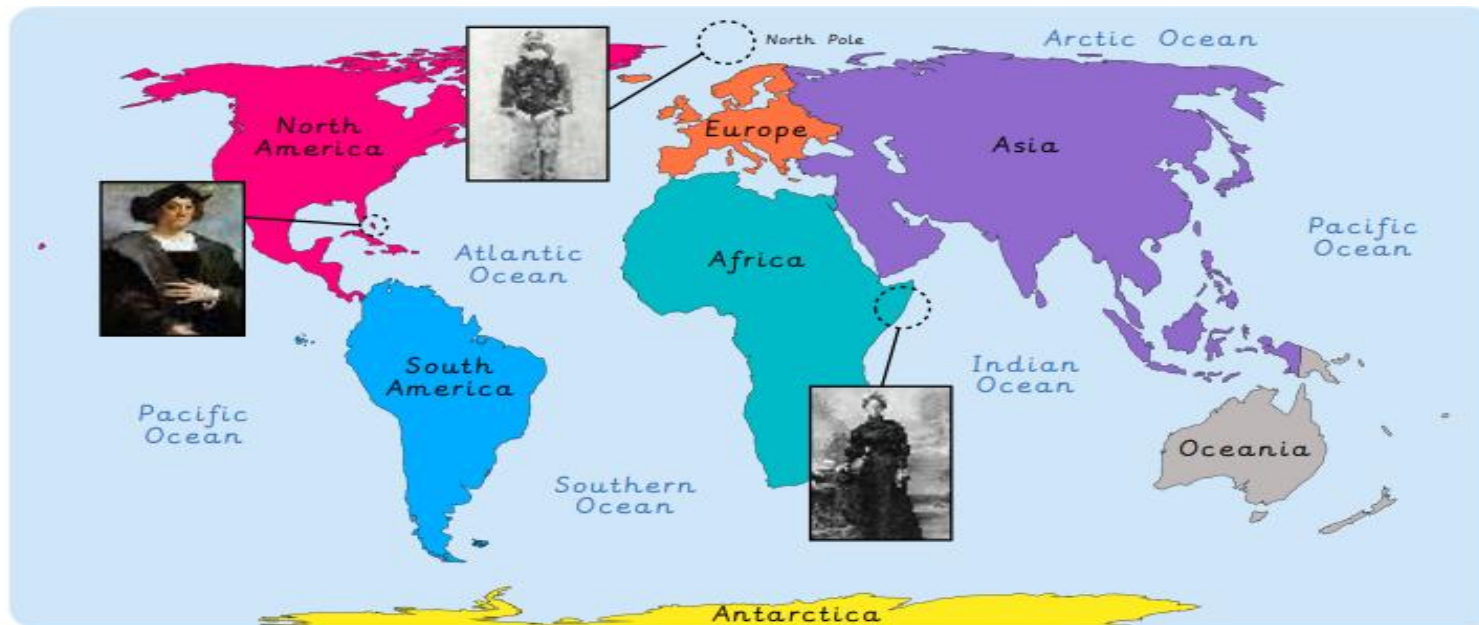 North Pole
Arctic Ocean
North
America
Europe
Asia
Atlantic
Ocean
Africa
Pacific
Ocean
South
America
Indian
Ocean
Pacific
Ocean
Oceania
Southern
Ocean
Antarctica